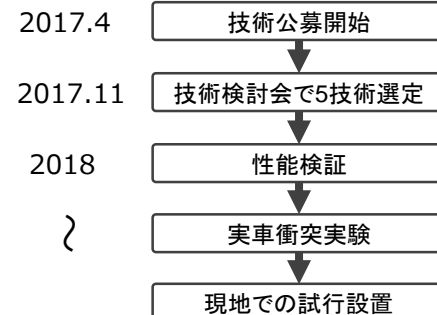 2017.4 技術公募開始
2017.11 技術検討会で5技術選定
2018 性能検証
〜 実車衝突実験
現地での試行設置